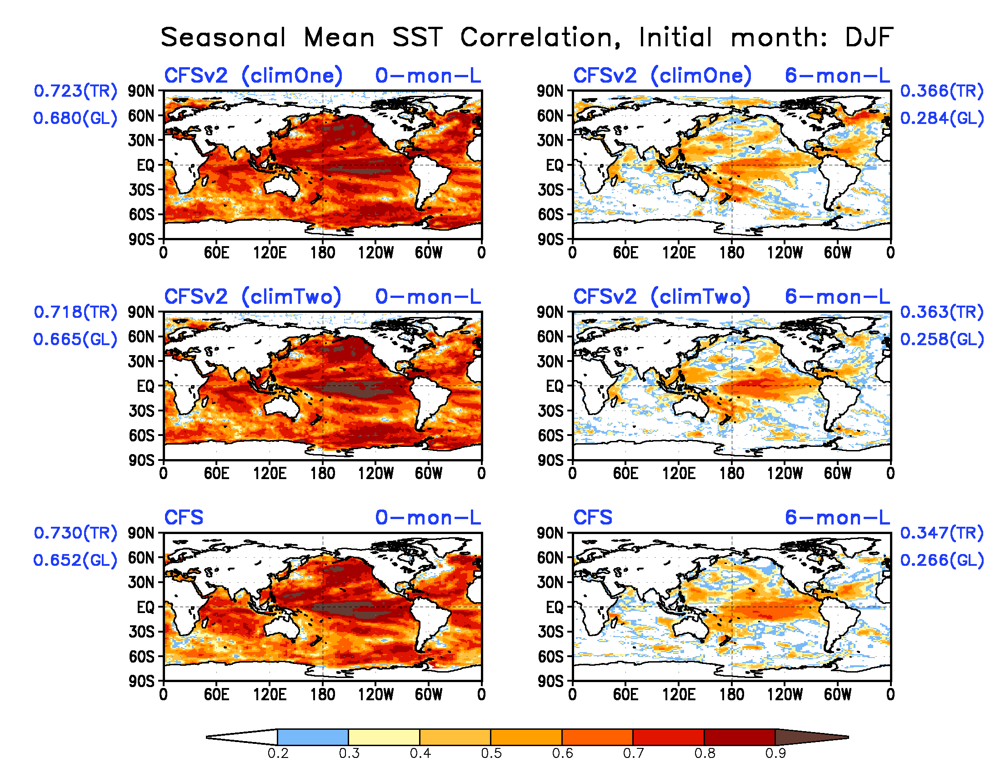 Seasonal Mean SST Correlation, Initial month: DJF
CFSv2 (climOne) 0-mon-L
0.723(TR)
0.680(GL)
90N
60N
30N
EQ
30S
60S
90S
0 60E 120E 180 120W 60W 0
CFSv2 (climOne) 6-mon-L
0.366(TR)
0.284(GL)
90N
60N
30N
EQ
30S
60S
90S
0 60E 120E 180 120W 60W 0
CFSv2 (climTwo) 0-mon-L
0.718(TR)
0.665(GL)
90N
60N
30N
EQ
30S
60S
90S
0 60E 120E 180 120W 60W 0
CFSv2 (climTwo) 6-mon-L
0.363(TR)
0.258(GL)
90N
60N
30N
EQ
30S
60S
90S
0 60E 120E 180 120W 60W 0
CFS 0-mon-L
0.730(TR)
0.652(GL)
90N
60N
30N
EQ
30S
60S
90S
0 60E 120E 180 120W 60W 0
CFS 6-mon-L
0.347(TR)
0.266(GL)
90N
60N
30N
EQ
30S
60S
90S
0 60E 120E 180 120W 60W 0
0.2 0.3 0.4 0.5 0.6 0.7 0.8 0.9